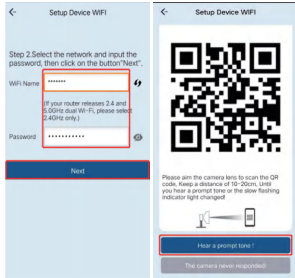 Setup Device WIFI
Step 2.Select the network and input the
password, then click on the button"Next".
WiFi Name
•••••••
(If your router releases 2.4 and
5.0GHz dual Wi-Fi, please select
2.4GHz only.)
Password
•••••••••••
Next
Setup Device WIFI
Please aim the camera lens to scan the QR
code, Keep a distance of 10~20cm, Until
you hear a prompt tone or the slow flashing
indicator light changed!
Hear a prompt tone !
The camera never responded!